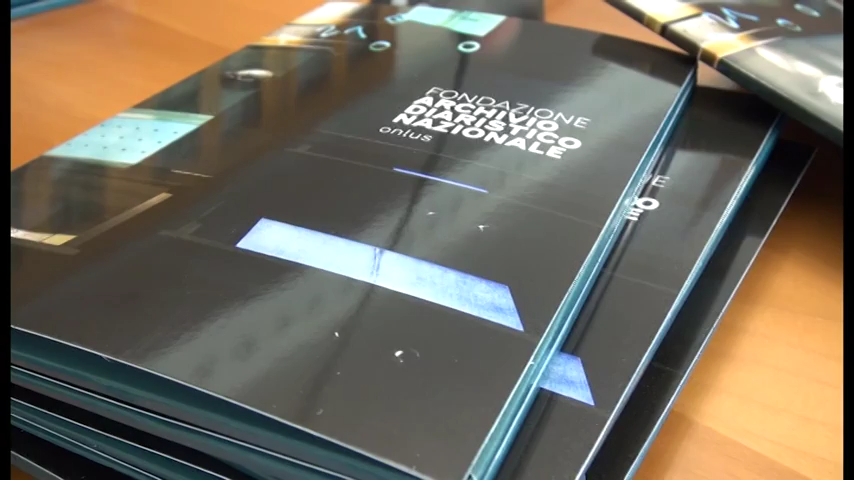 FONDAZIONE
ARCHIVIO
DIARISTICO
NAZIONALE
onlus